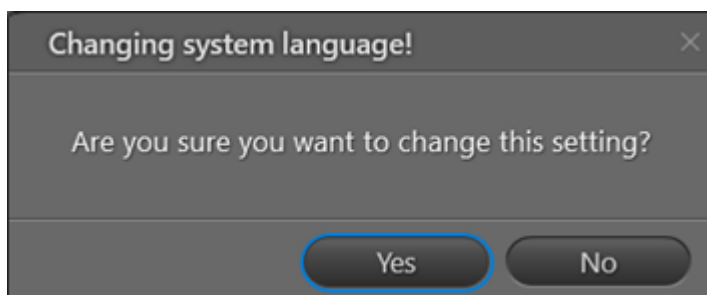 Changing system language!
Are you sure you want to change this setting?
Yes
No